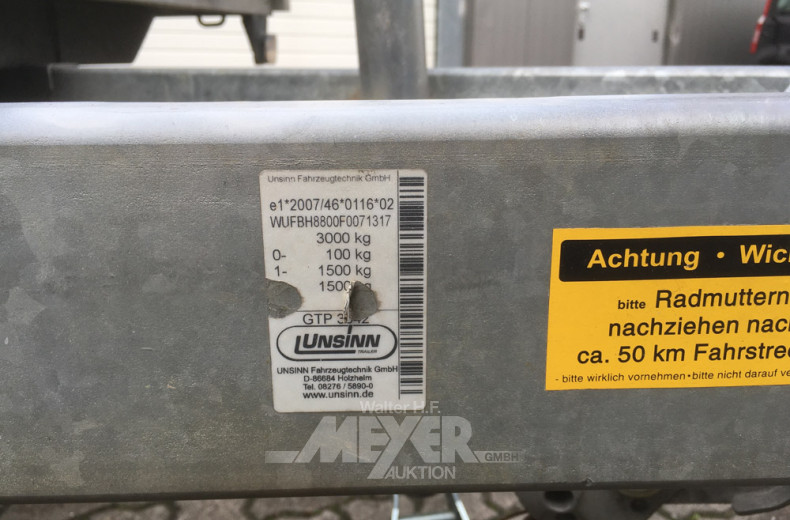 Unsinn Fahrzeugtechnik GmbH
e1*2007/46*0116*02
WUFBH8800F0071317
3000 kg
0- 100 kg
1- 1500 kg
1500
GTP
UNSINN
TRAILER
UNSINN Fahrzeugtechnik GmbH
D-86684 Holzheim
Tel. 08276 / 5890-0
www.unsinn.de
Achtung • Wic
bitte Radmuttern
nachziehen nac
ca. 50 km Fahrstre
- bitte wirklich vornehmen • bitte nicht darauf v
Walter H.F.
MEYER
GMBH
AUKTION